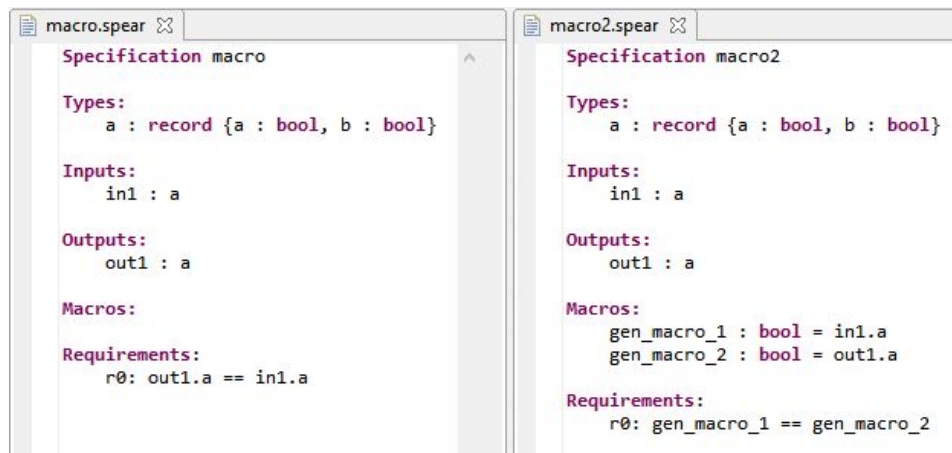 macro.spear
Specification macro
Types:
a : record {a : bool, b : bool}
Inputs:
in1 : a
Outputs:
out1 : a
Macros:
Requirements:
r0: out1.a == in1.a
macro2.spear
Specification macro2
Types:
a : record {a : bool, b : bool}
Inputs:
in1 : a
Outputs:
out1 : a
Macros:
gen_macro_1 : bool = in1.a
gen_macro_2 : bool = out1.a
Requirements:
r0: gen_macro_1 == gen_macro_2